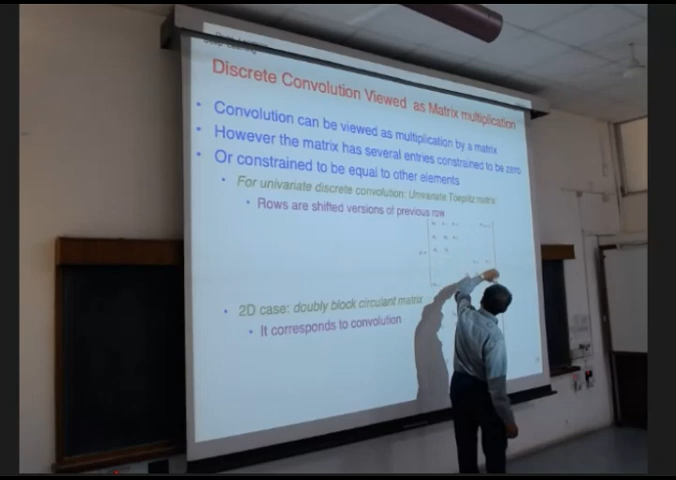 Deep Learning
Discrete Convolution Viewed as Matrix multiplication
• Convolution can be viewed as multiplication by a matrix
• However the matrix has several entries constrained to be zero
• Or constrained to be equal to other elements
• For univariate discrete convolution: Univariate Toeplitz matrix:
• Rows are shifted versions of previous row
• 2D case: doubly block circulant matrix
• It corresponds to convolution